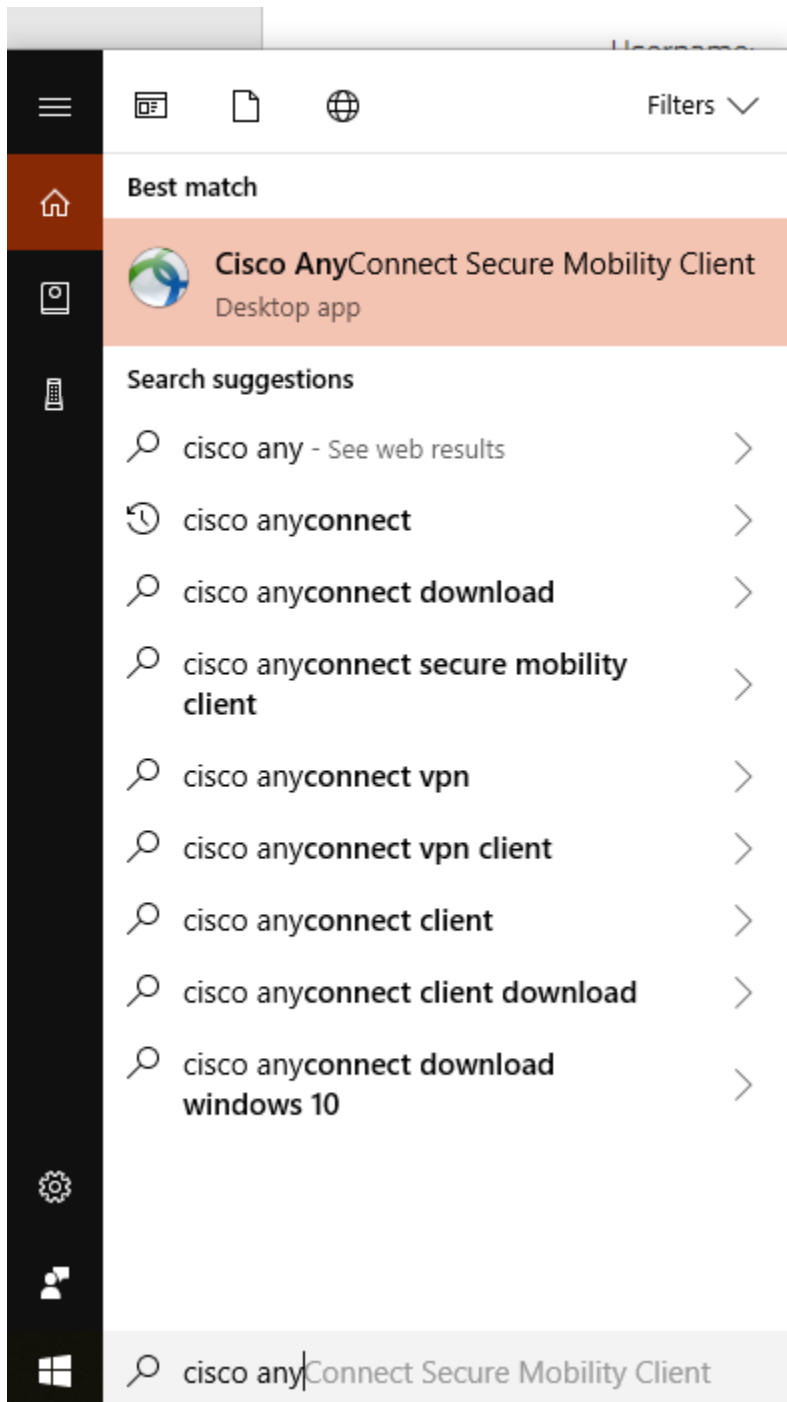 Username:
Filters
Best match
Cisco AnyConnect Secure Mobility Client
Desktop app
Search suggestions
cisco any - See web results
cisco anyconnect
cisco anyconnect download
cisco anyconnect secure mobility
client
cisco anyconnect vpn
cisco anyconnect vpn client
cisco anyconnect client
cisco anyconnect client download
cisco anyconnect download
windows 10
cisco anyConnect Secure Mobility Client